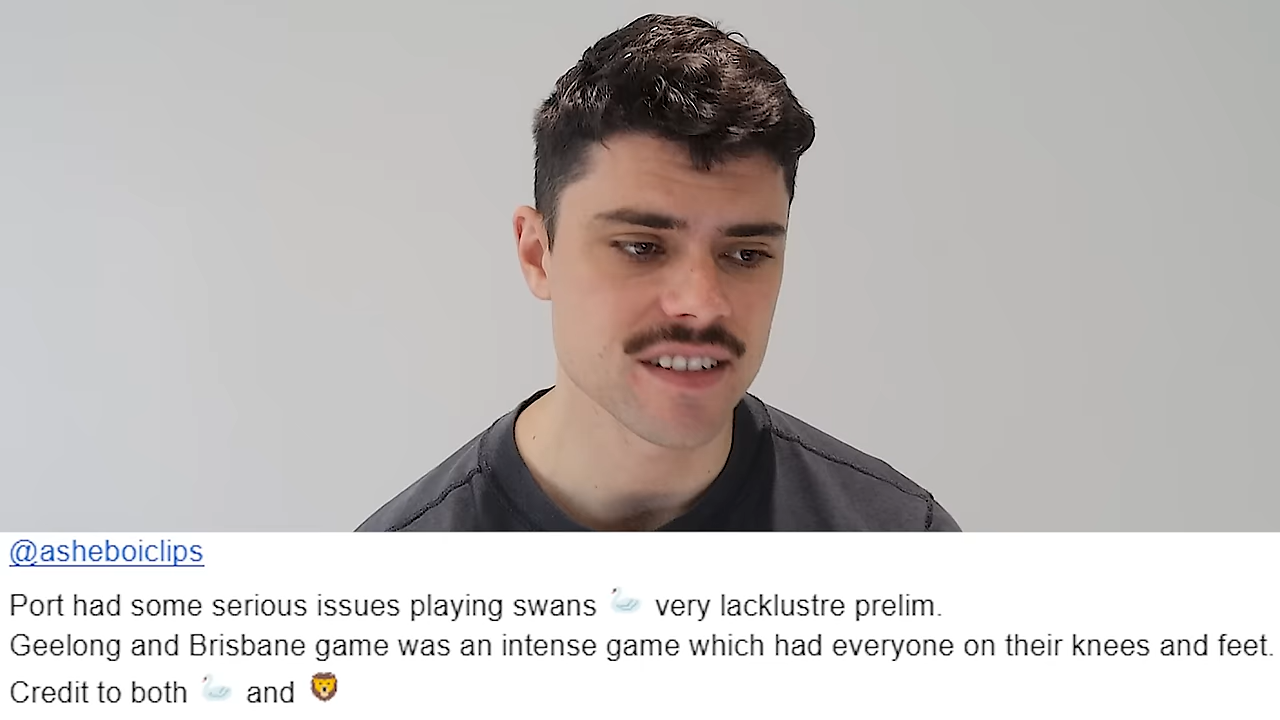 @asheboiclips
Port had some serious issues playing swans 🦢 very lacklustre prelim.
Geelong and Brisbane game was an intense game which had everyone on their knees and feet.
Credit to both 🦢 and 🦁